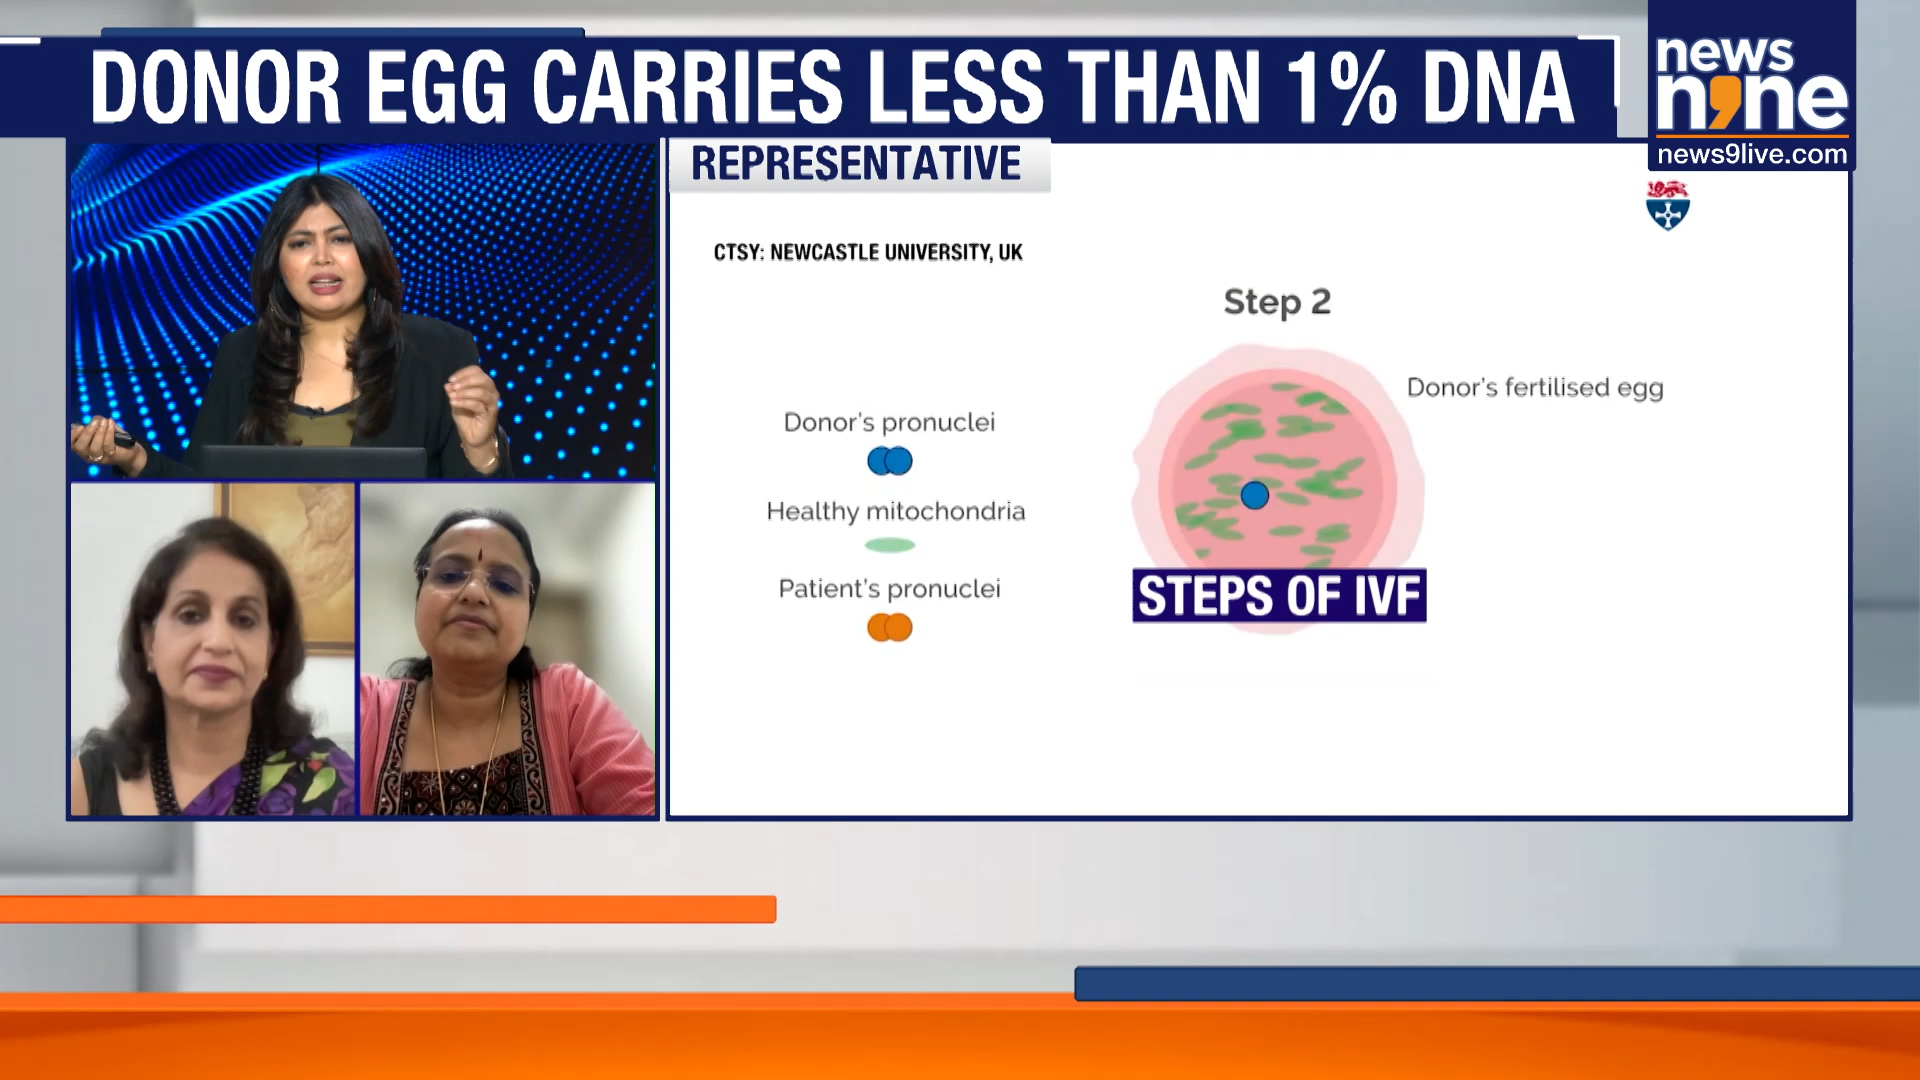 DONOR EGG CARRIES LESS THAN 1% DNA
news
n9ne
news9live.com
REPRESENTATIVE
CTSY: NEWCASTLE UNIVERSITY, UK
Step 2
Donor's fertilised egg
Donor's pronuclei
Healthy mitochondria
Patient's pronuclei
STEPS OF IVF